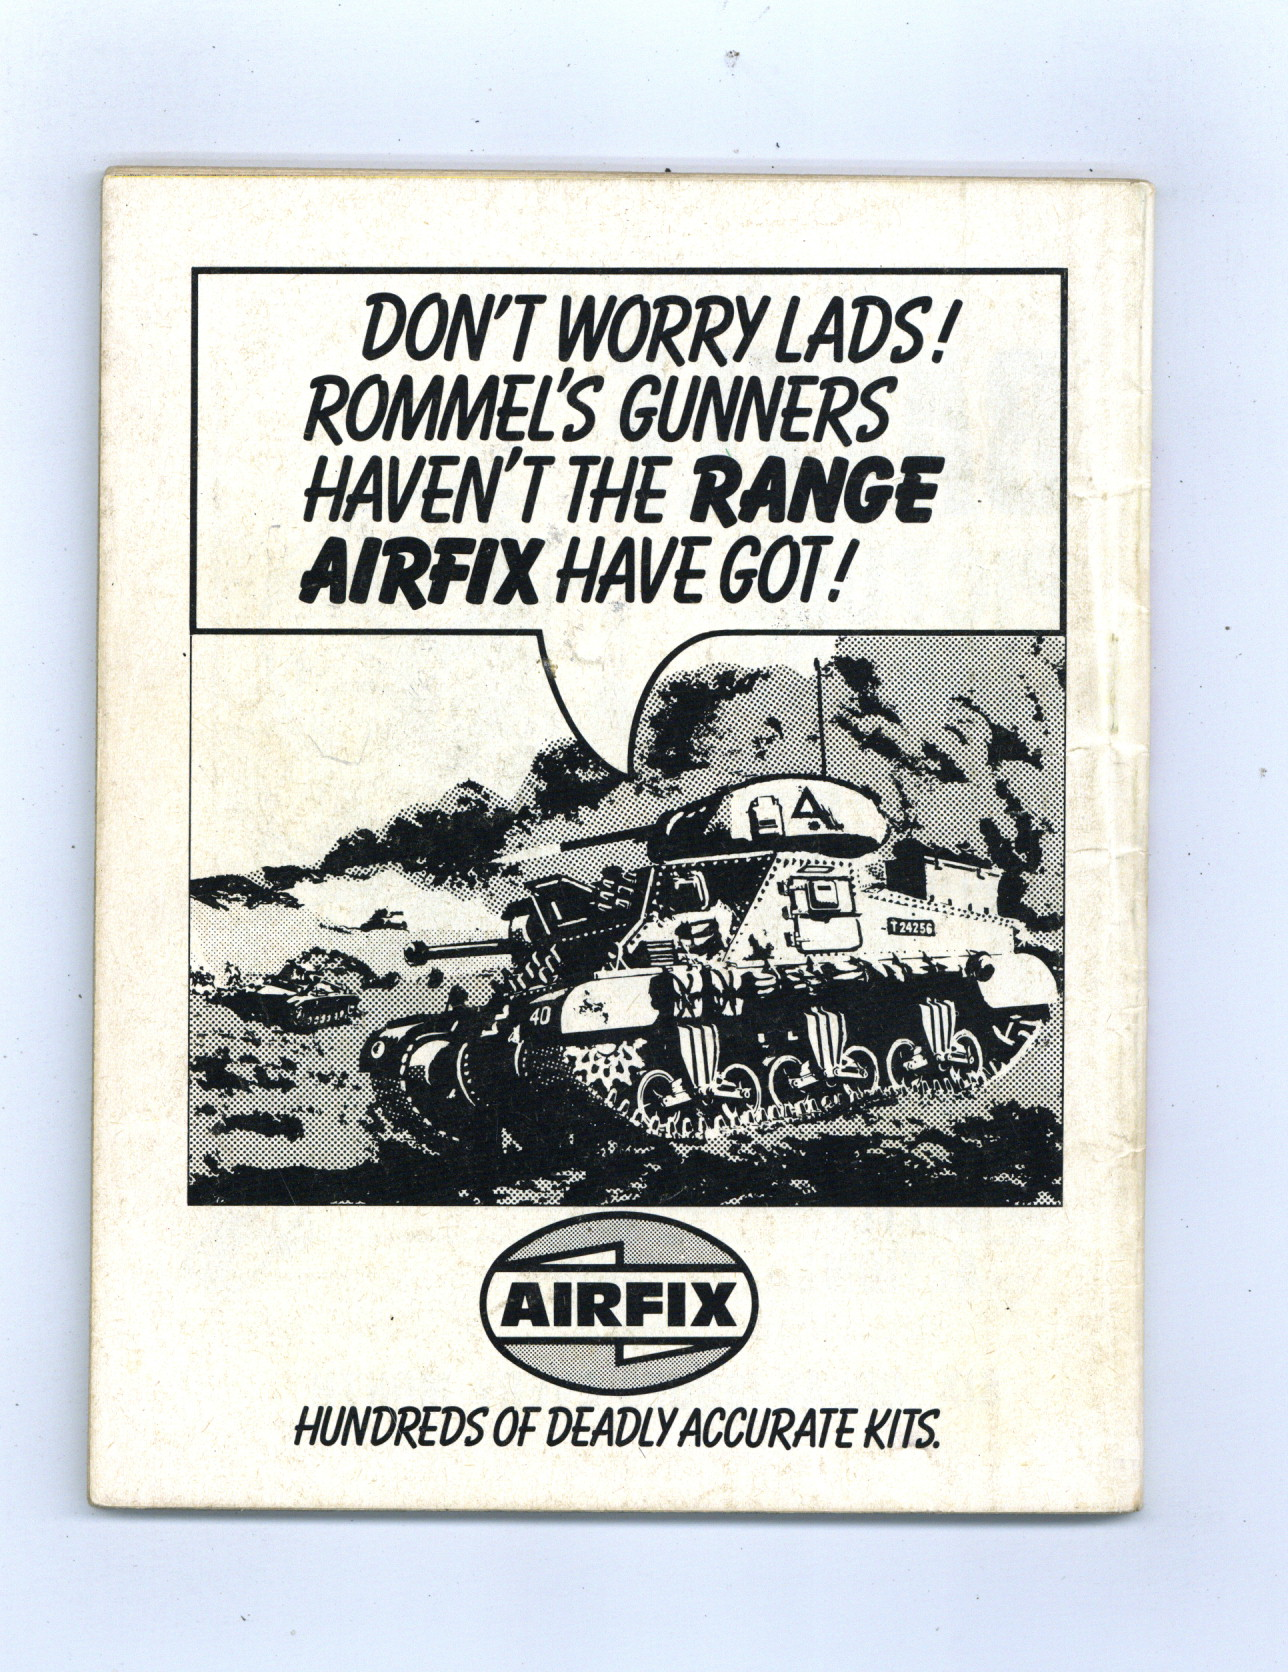 DON'T WORRY LADS!
ROMMEL'S GUNNERS
HAVEN'T THE RANGE
AIRFIX HAVE GOT!
T 24256
40
AIRFIX
HUNDREDS OF DEADLY ACCURATE KITS.